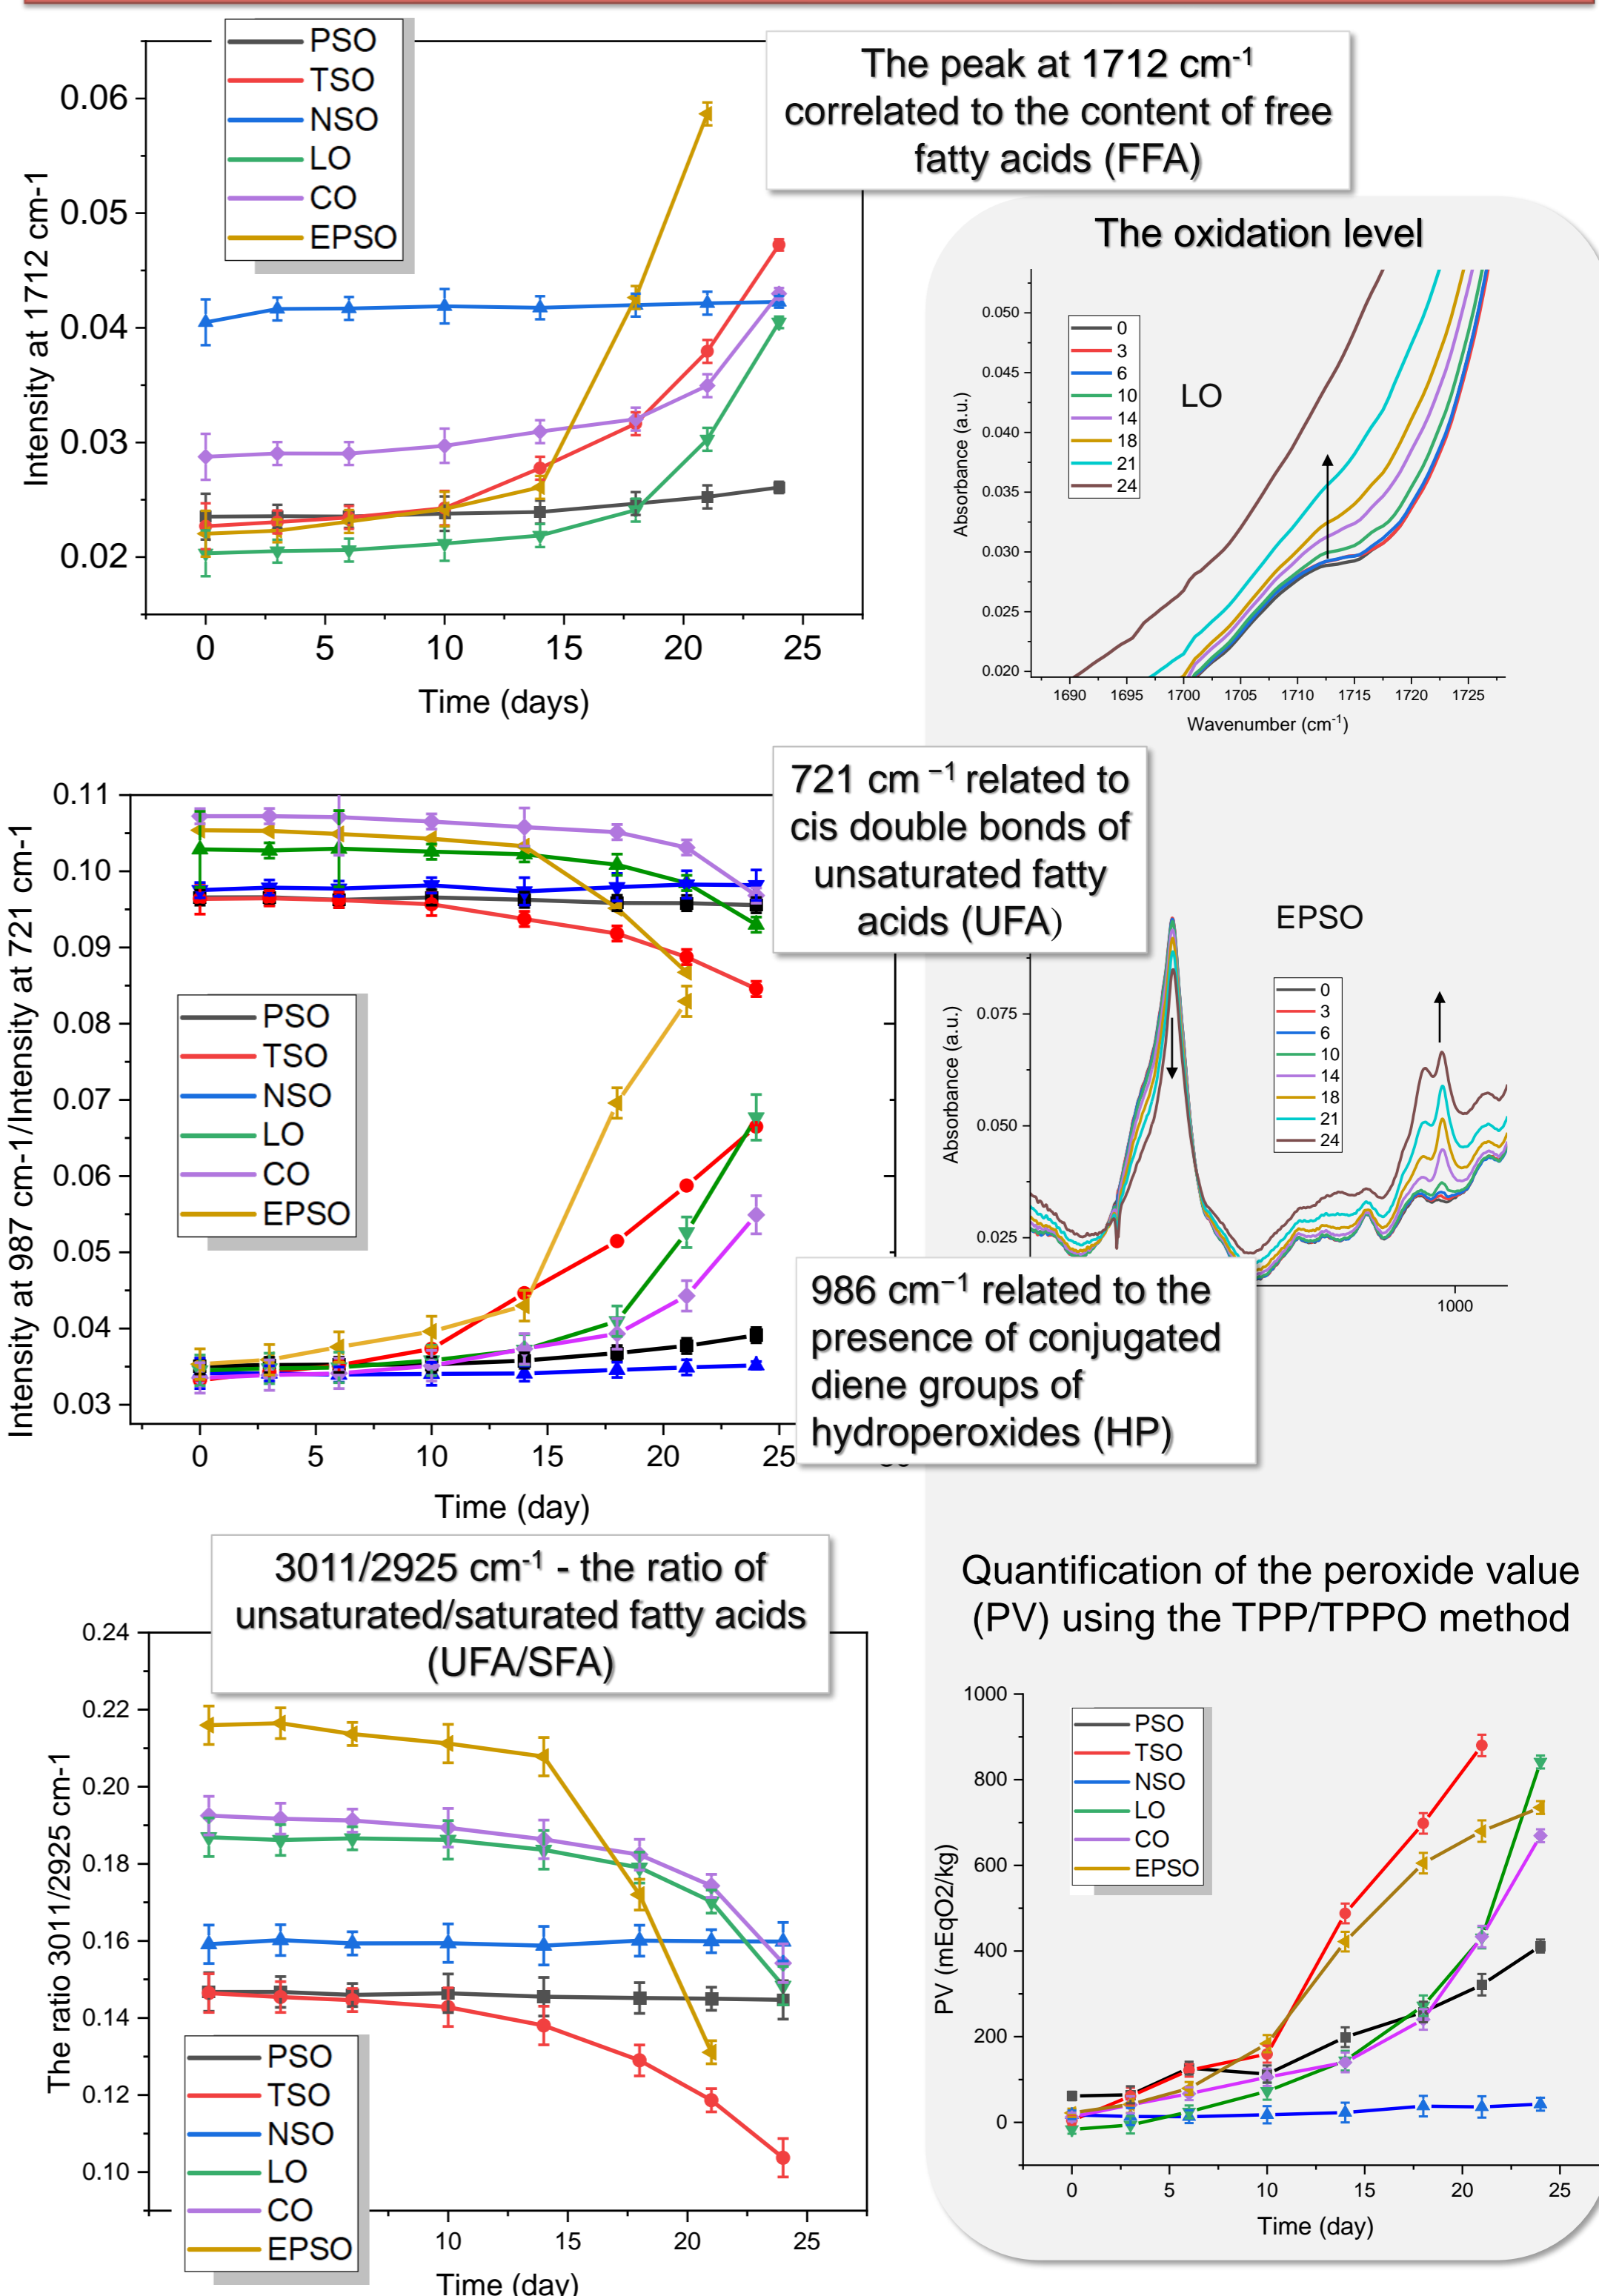 PSO
TSO
NSO
LO
CO
EPSO
The peak at 1712 cm-1
correlated to the content of free
fatty acids (FFA)
0.06
0.05
0.04
0.03
0.02
Intensity at 1712 cm-1
0 5 10 15 20 25
Time (days)
The oxidation level
0.050
0.045
0.040
0.035
0.030
0.025
0.020
Absorbance (a.u.)
0
3
6
10
14
18
21
24
LO
1690 1695 1700 1705 1710 1715 1720 1725
Wavenumber (cm-1)
721 cm −1 related to
cis double bonds of
unsaturated fatty
acids (UFA)
0.11
0.10
0.09
0.08
0.07
0.06
0.05
0.04
0.03
Intensity at 987 cm-1/Intensity at 721 cm-1
PSO
TSO
NSO
LO
CO
EPSO
0 5 10 15 20 25
Time (day)
EPSO
0.075
0.050
0.025
Absorbance (a.u.)
0
3
6
10
14
18
21
24
1000
986 cm−1 related to the
presence of conjugated
diene groups of
hydroperoxides (HP)
3011/2925 cm-1 - the ratio of
unsaturated/saturated fatty acids
(UFA/SFA)
0.24
0.22
0.20
0.18
0.16
0.14
0.12
0.10
The ratio 3011/2925 cm-1
PSO
TSO
NSO
LO
CO
EPSO
10 15 20 25
Time (day)
Quantification of the peroxide value
(PV) using the TPP/TPPO method
1000
800
600
400
200
0
PV (mEqO2/kg)
PSO
TSO
NSO
LO
CO
EPSO
0 5 10 15 20 25
Time (day)